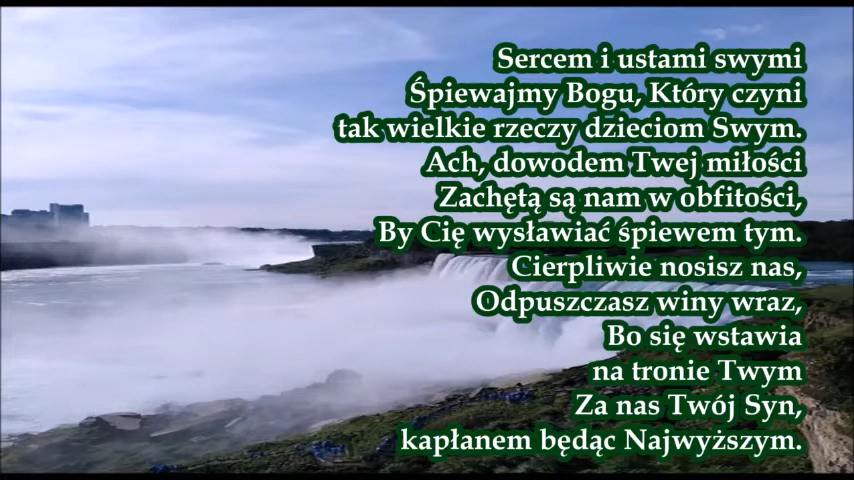 Sercem i ustami swymi
Śpiewajmy Bogu, Który czyni
tak wielkie rzeczy dzieciom Swym.
Ach, dowodem Twej miłości
Zachętą są nam w obfitości,
By Cię wysławiać śpiewem tym.
Cierpliwie nosisz nas,
Odpuszczasz winy wraz,
Bo się wstawia
na tronie Twym
Za nas Twój Syn,
kapłanem będąc Najwyższym.